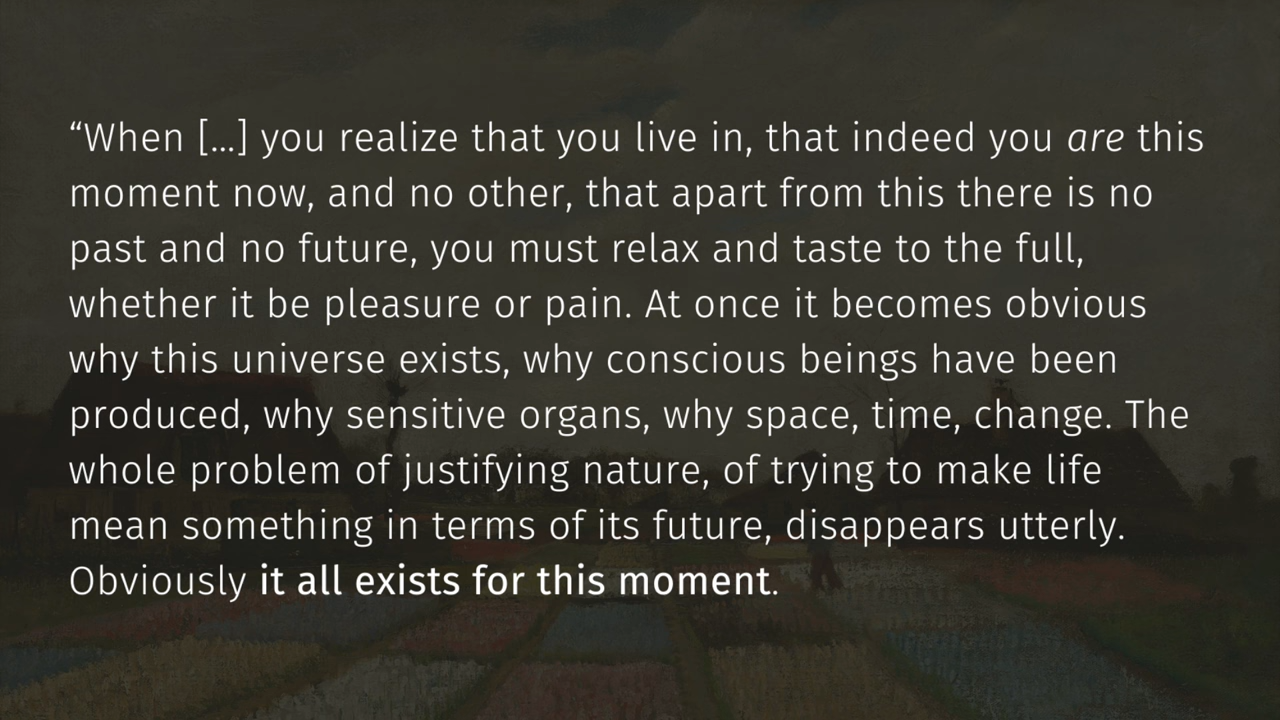 “When [...] you realize that you live in, that indeed you are this
moment now, and no other, that apart from this there is no
past and no future, you must relax and taste to the full,
whether it be pleasure or pain. At once it becomes obvious
why this universe exists, why conscious beings have been
produced, why sensitive organs, why space, time, change. The
whole problem of justifying nature, of trying to make life
mean something in terms of its future, disappears utterly.
Obviously it all exists for this moment.